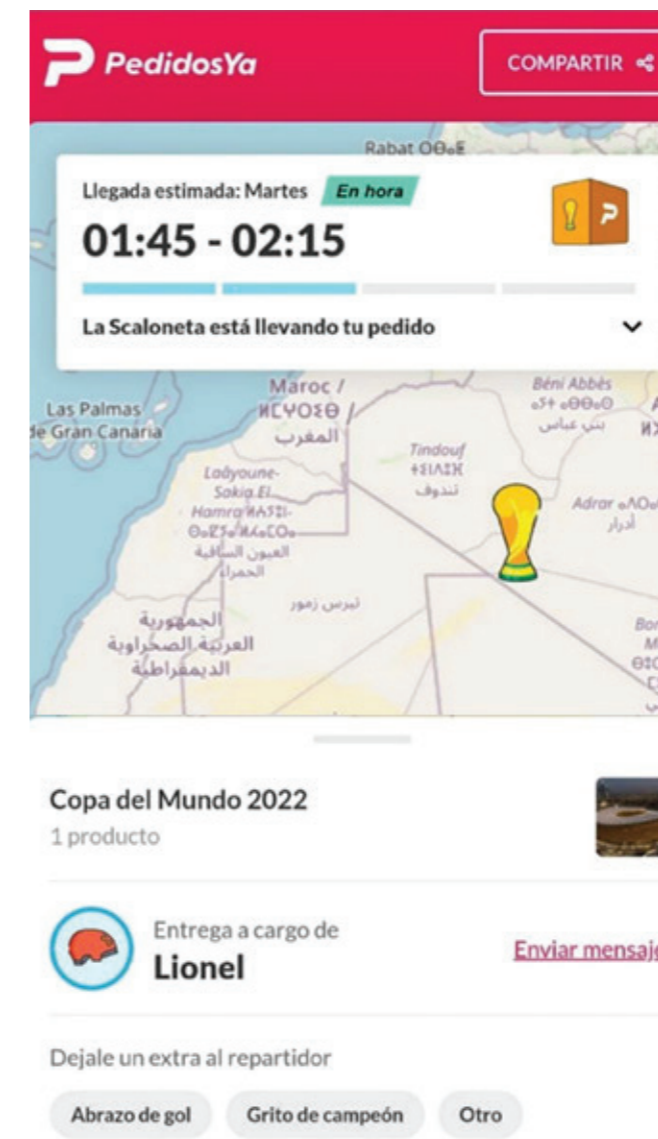 PedidosYa
COMPARTIR
Rabat
Llegada estimada: Martes En hora
01:45 - 02:15
La Scaloneta está llevando tu pedido
Maroc /
المغرب
Las Palmas
de Gran Canaria
Béni Abbès
بني عباس
Tindouf
تندوف
Laâyoune-
Sakia El
Hamra
العيون الساقية
الحمراء
Adrar
أدرار
تيرس زمور
الجمهورية
العربية الصحراوية
الديمقراطية
Copa del Mundo 2022
1 producto
Entrega a cargo de
Lionel
Enviar mensaje
Dejale un extra al repartidor
Abrazo de gol Grito de campeón Otro